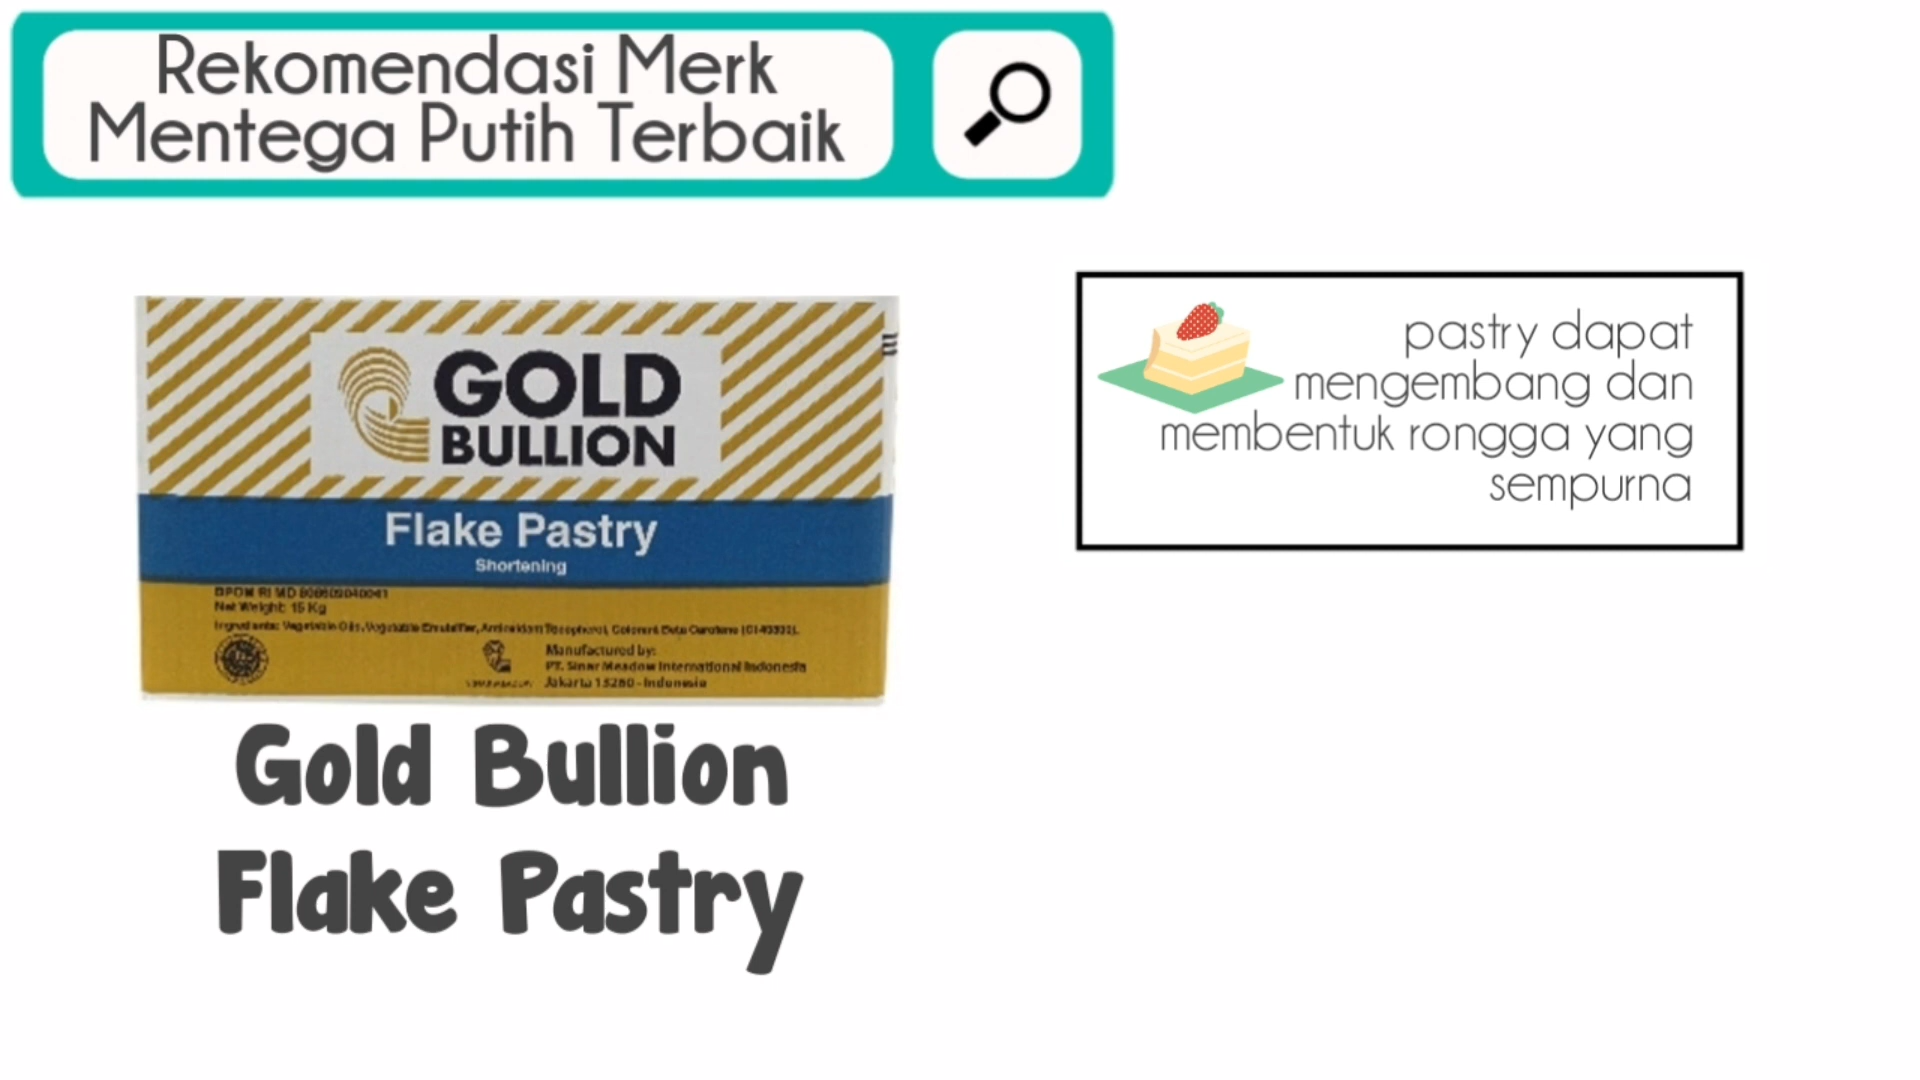 Rekomendasi Merk
Mentega Putih Terbaik
GOLD
BULLION
Flake Pastry
Shortening
Net Weight: 15 Kg
Manufactured by:
PT. Sinar Meadow International Indonesia
Jakarta 13260 - Indonesia
Gold Bullion
Flake Pastry
pastry dapat
mengembang dan
membentuk rongga yang
sempurna